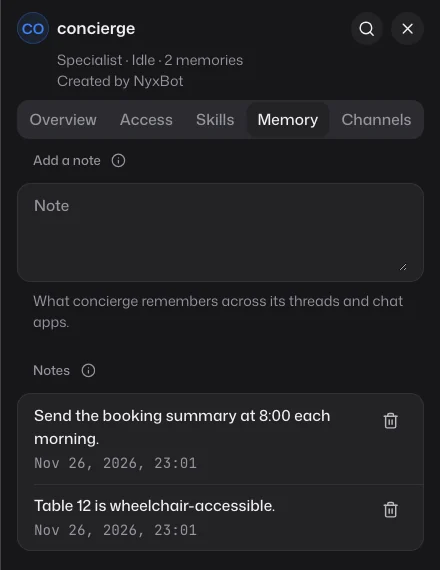 CO concierge
Specialist · Idle · 2 memories
Created by NyxBot
Overview Access Skills Memory Channels
Add a note
Note
What concierge remembers across its threads and chat
apps.
Notes
Send the booking summary at 8:00 each
morning.
Nov 26, 2026, 23:01
Table 12 is wheelchair-accessible.
Nov 26, 2026, 23:01